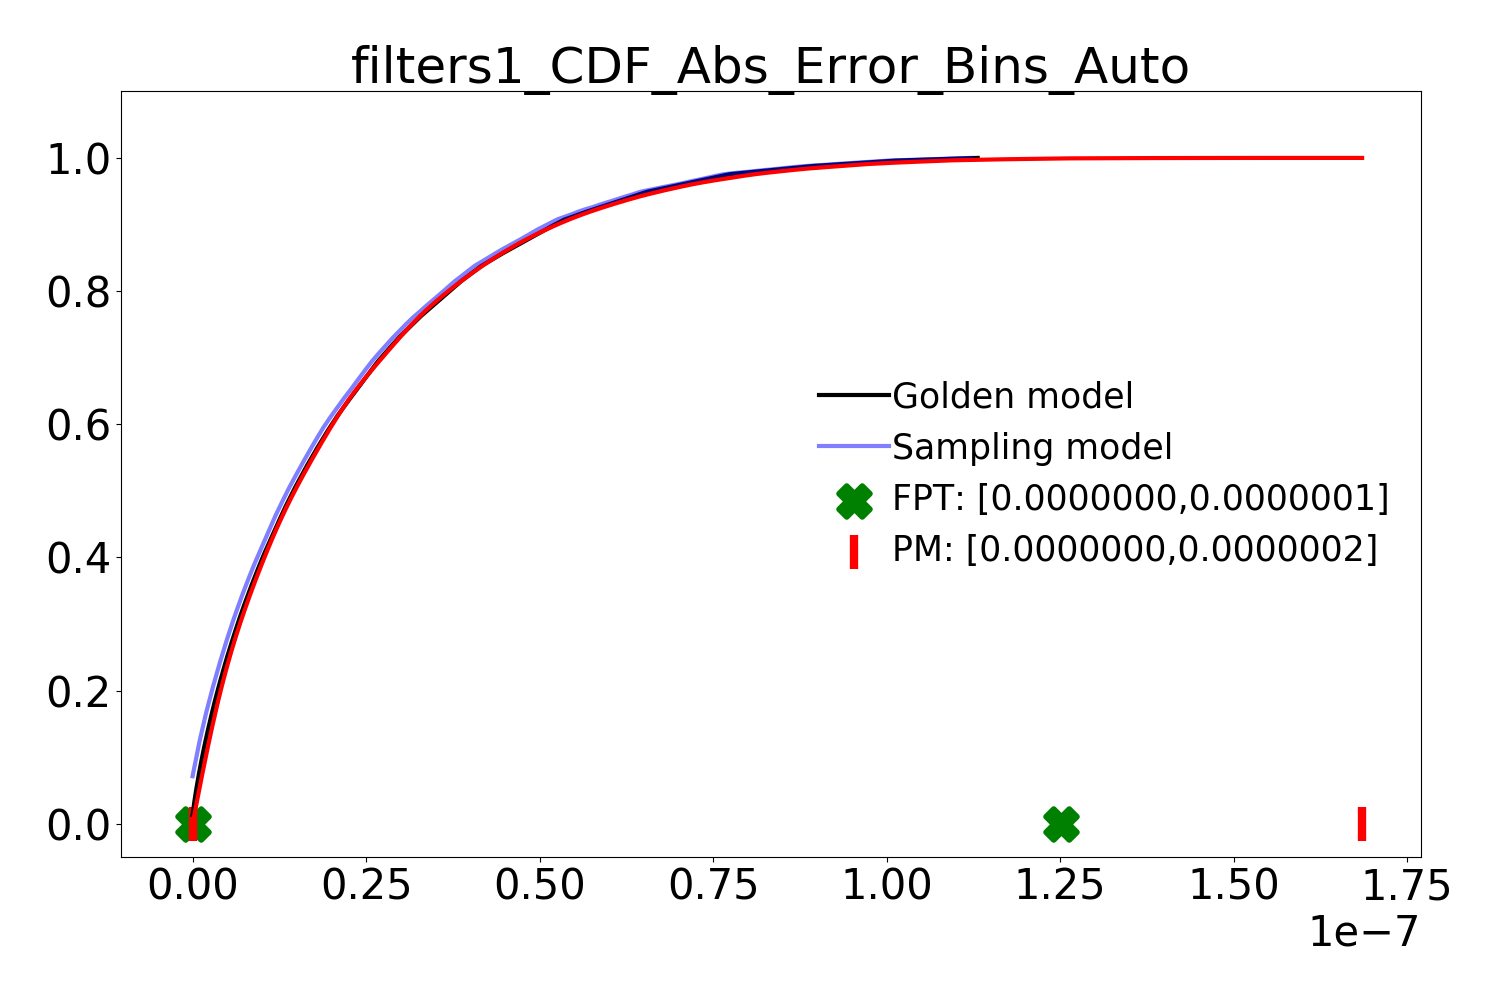 filters1_CDF_Abs_Error_Bins_Auto
1.0
0.8
0.6
0.4
0.2
0.0
Golden model
Sampling model
FPT: [0.0000000,0.0000001]
PM: [0.0000000,0.0000002]
0.00 0.25 0.50 0.75 1.00 1.25 1.50 1.75
1e−7